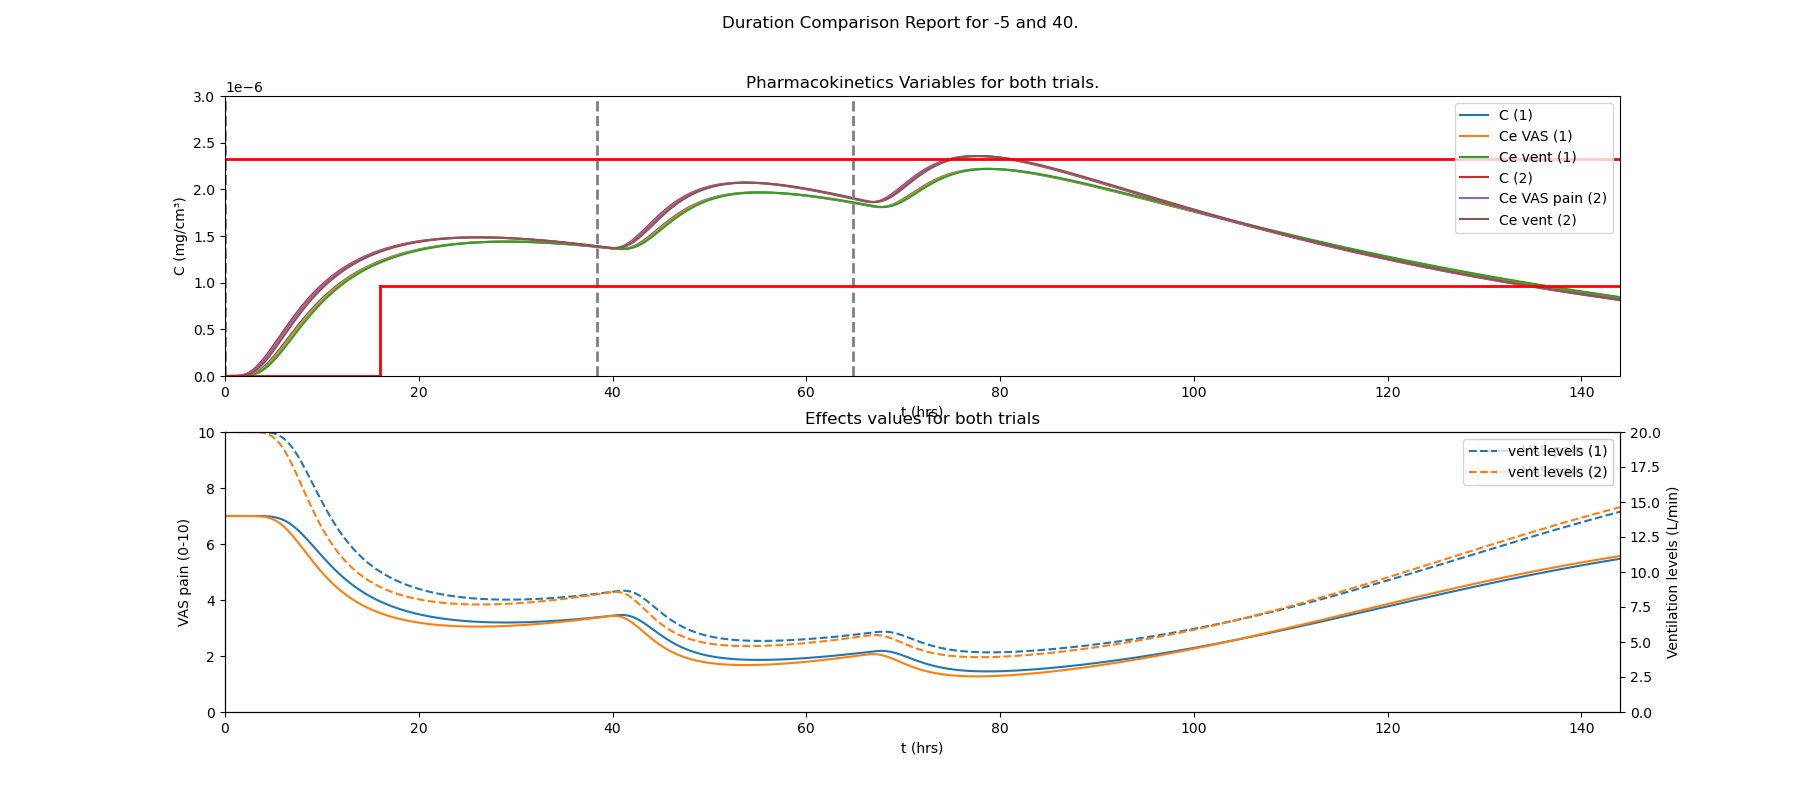 Duration Comparison Report for -5 and 40.
Pharmacokinetics Variables for both trials.
1e−6
3.0
2.5
2.0
1.5
1.0
0.5
0.0
C (mg/cm³)
C (1)
Ce VAS (1)
Ce vent (1)
C (2)
Ce VAS pain (2)
Ce vent (2)
0 20 40 60 80 100 120 140
t (hrs)
Effects values for both trials
10
8
6
4
2
0
VAS pain (0-10)
vent levels (1)
vent levels (2)
20.0
17.5
15.0
12.5
10.0
7.5
5.0
2.5
0.0
Ventilation levels (L/min)
0 20 40 60 80 100 120 140
t (hrs)